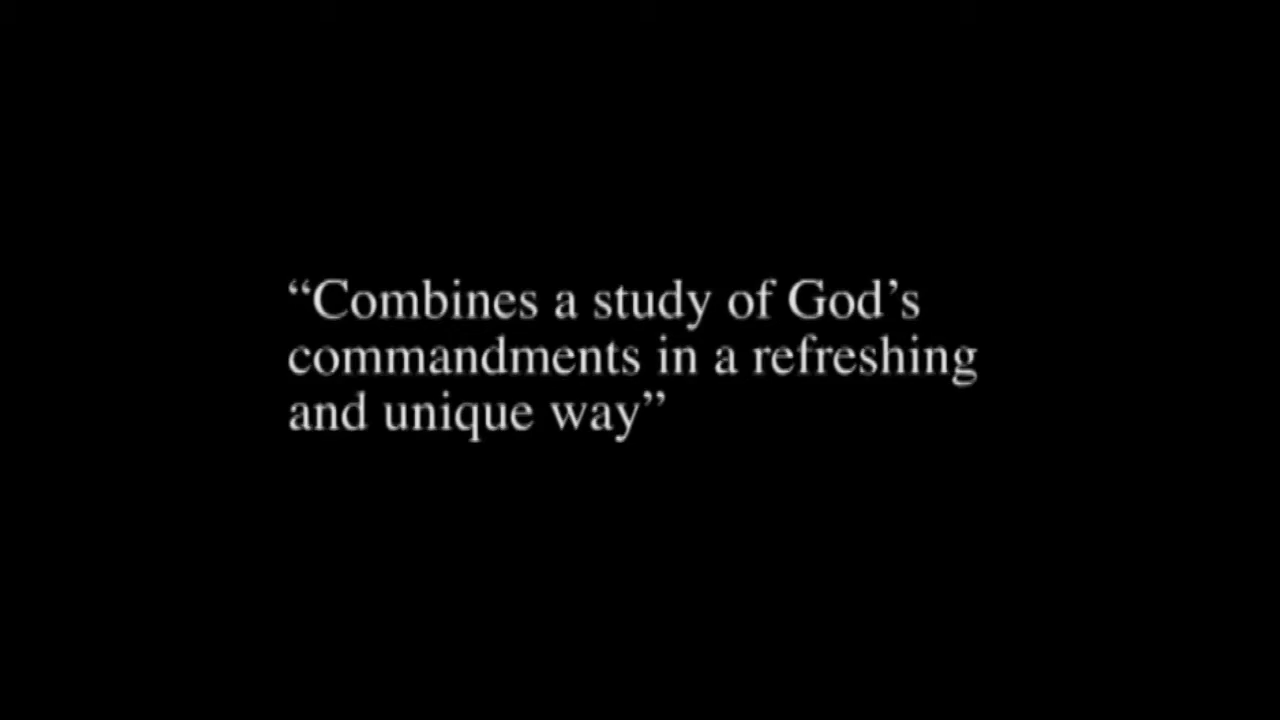 “Combines a study of God’s
commandments in a refreshing
and unique way”